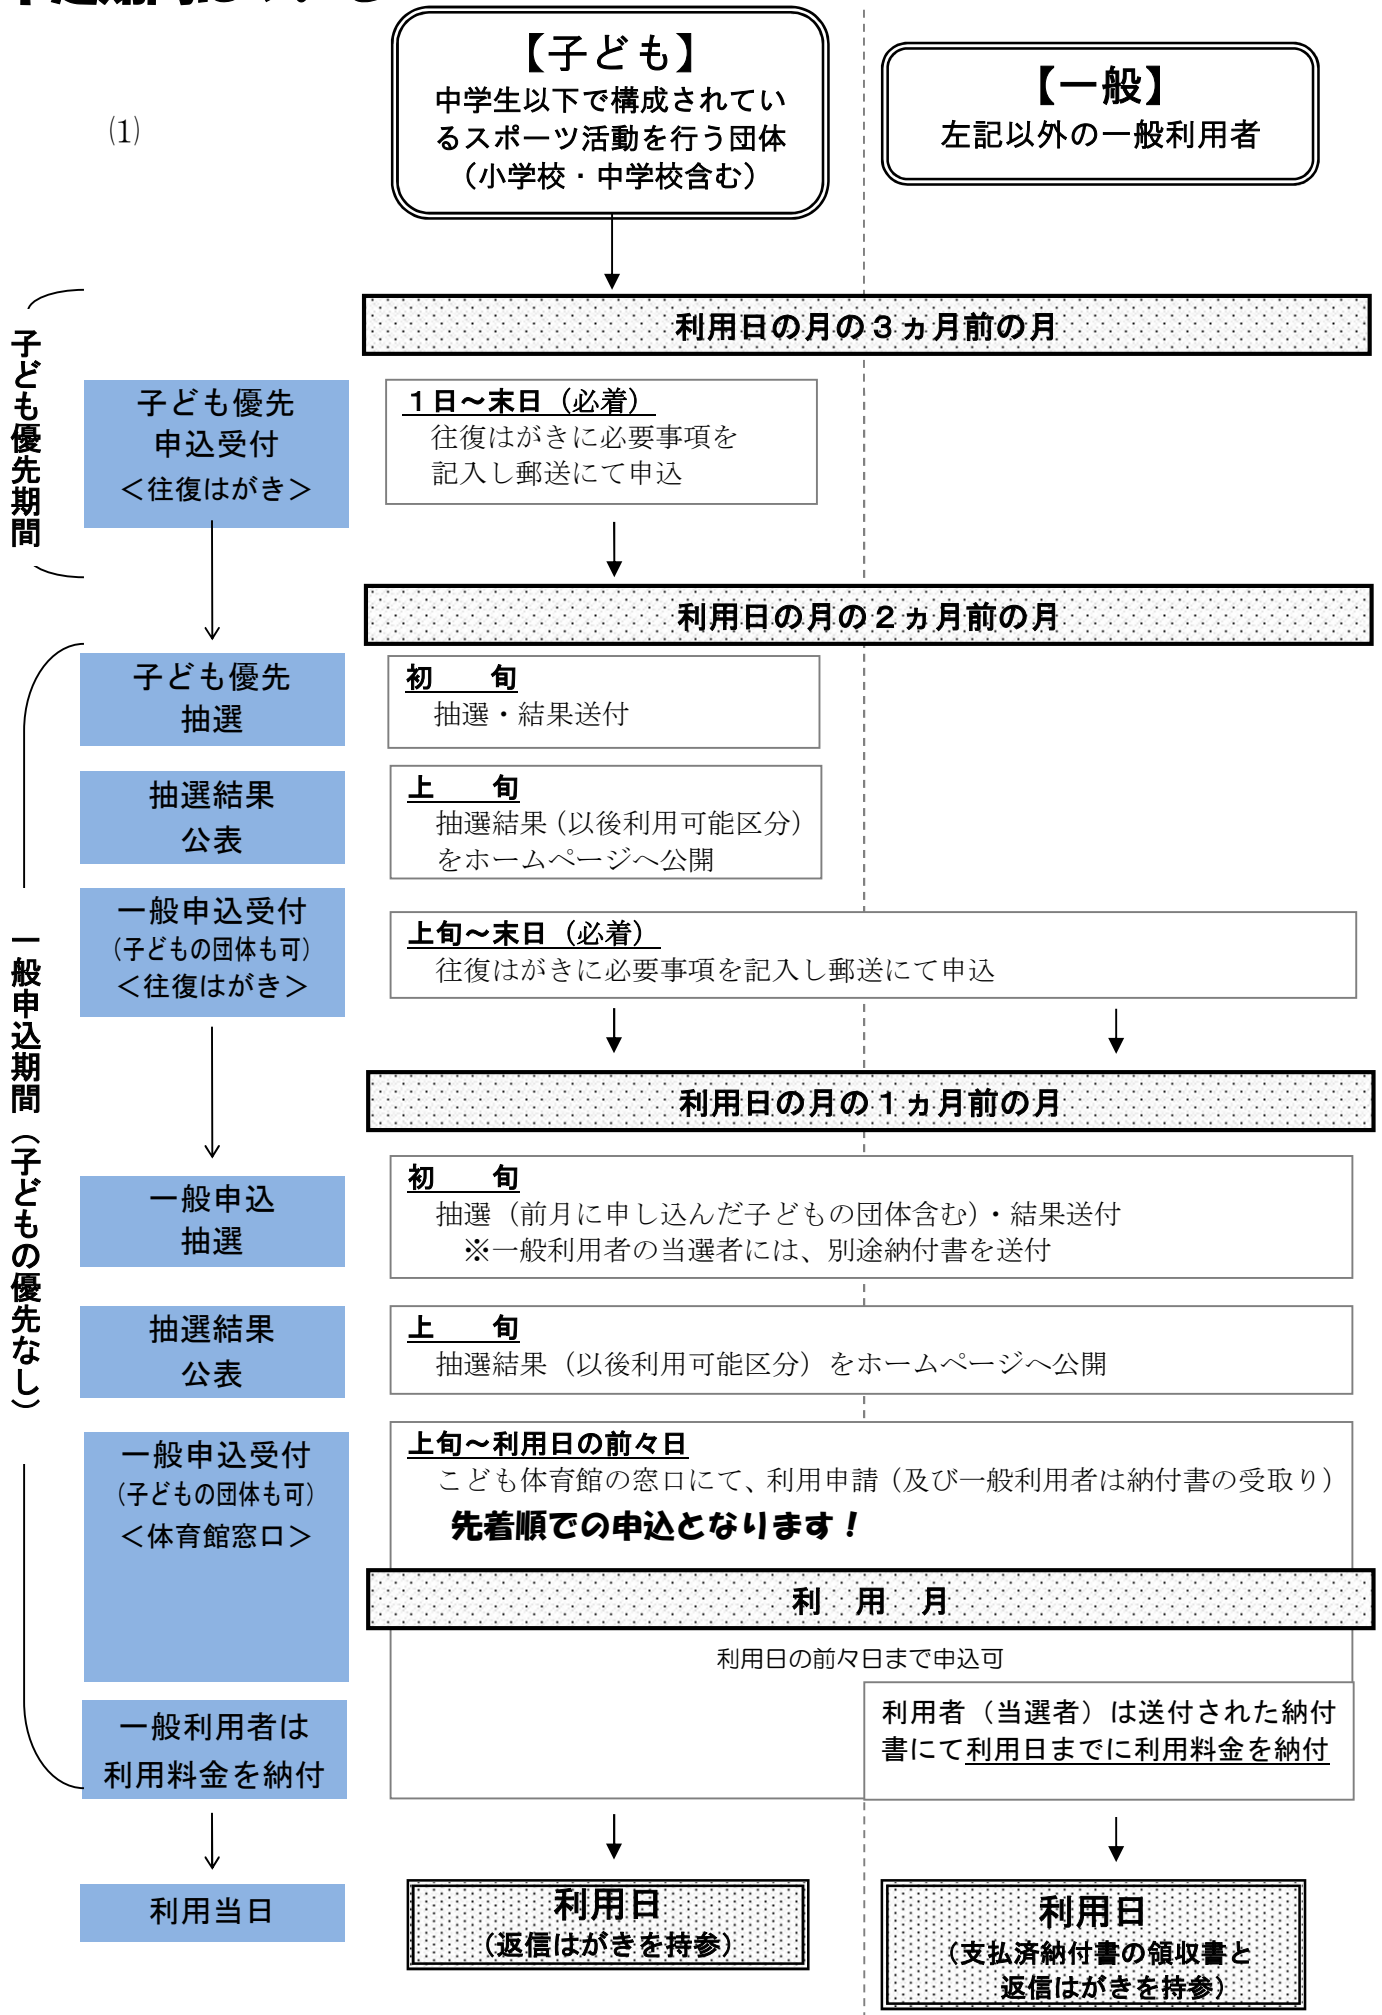 【子ども】
中学生以下で構成されてい
るスポーツ活動を行う団体
（小学校・中学校含む）
【一般】
左記以外の一般利用者
(1)
利用日の月の３ヵ月前の月
子ども優先期間
子ども優先
申込受付
＜往復はがき＞
１日～末日（必着）
往復はがきに必要事項を
記入し郵送にて申込
利用日の月の２ヵ月前の月
子ども優先
抽選
初　旬
抽選・結果送付
抽選結果
公表
上　旬
抽選結果（以後利用可能区分）
をホームページへ公開
一般申込期間（子どもの優先なし）
一般申込受付
（子どもの団体も可）
＜往復はがき＞
上旬～末日（必着）
往復はがきに必要事項を記入し郵送にて申込
利用日の月の１ヵ月前の月
一般申込
抽選
初　旬
抽選（前月に申し込んだ子どもの団体含む）・結果送付
※一般利用者の当選者には、別途納付書を送付
抽選結果
公表
上　旬
抽選結果（以後利用可能区分）をホームページへ公開
一般申込受付
（子どもの団体も可）
＜体育館窓口＞
上旬～利用日の前々日
こども体育館の窓口にて、利用申請（及び一般利用者は納付書の受取り）
先着順での申込となります！
利　用　月
利用日の前々日まで申込可
一般利用者は
利用料金を納付
利用者（当選者）は送付された納付
書にて利用日までに利用料金を納付
利用当日
利用日
（返信はがきを持参）
利用日
（支払済納付書の領収書と
返信はがきを持参）